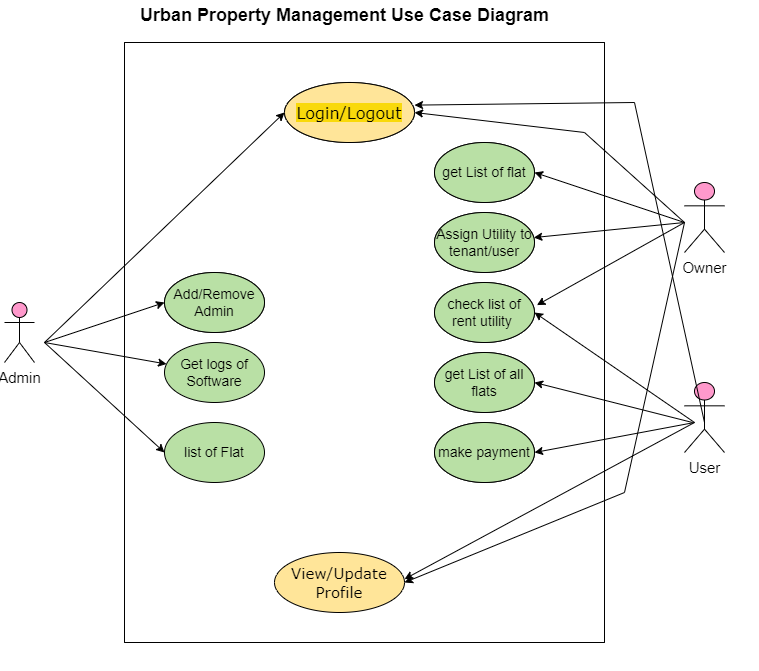 Urban Property Management Use Case Diagram
Login/Logout
get List of flat
Assign Utility to
tenant/user
Owner
Add/Remove
Admin
check list of
rent utility
Admin
Get logs of
Software
get List of all
flats
list of Flat
make payment
User
View/Update
Profile